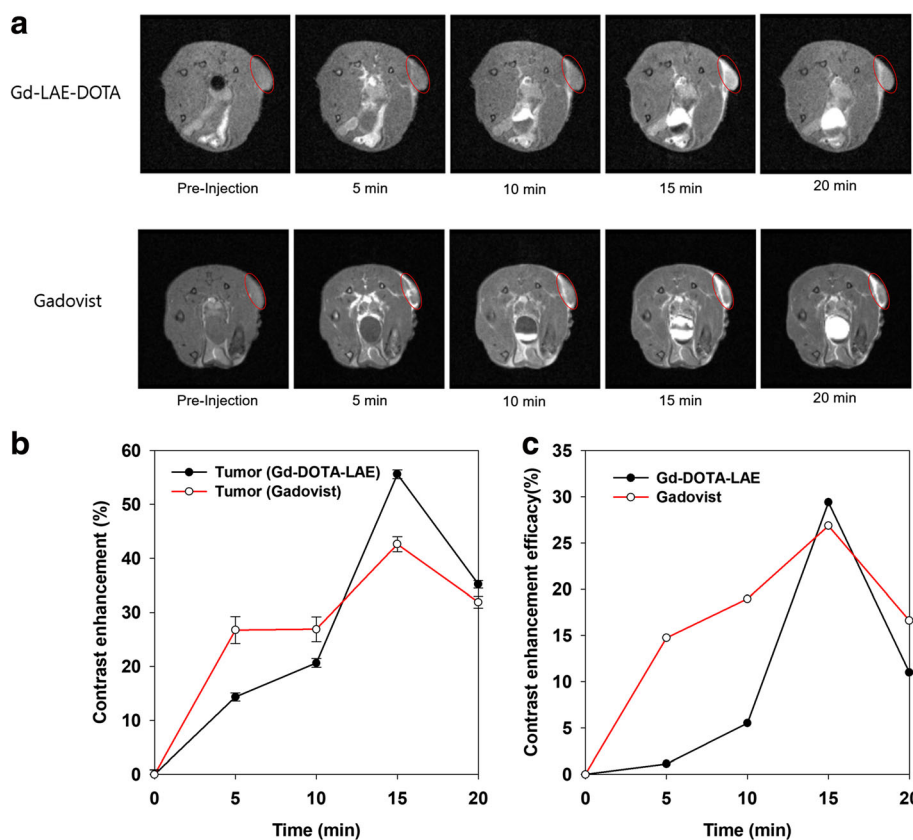 a
Gd-LAE-DOTA
Pre-Injection 5 min 10 min 15 min 20 min
Gadovist
Pre-Injection 5 min 10 min 15 min 20 min
b
Contrast enhancement (%)
60
50
40
30
20
10
0
Tumor (Gd-DOTA-LAE)
Tumor (Gadovist)
0 5 10 15 20
Time (min)
c
Contrast enhancement efficacy(%)
35
30
25
20
15
10
5
0
Gd-DOTA-LAE
Gadovist
0 5 10 15 20
Time (min)